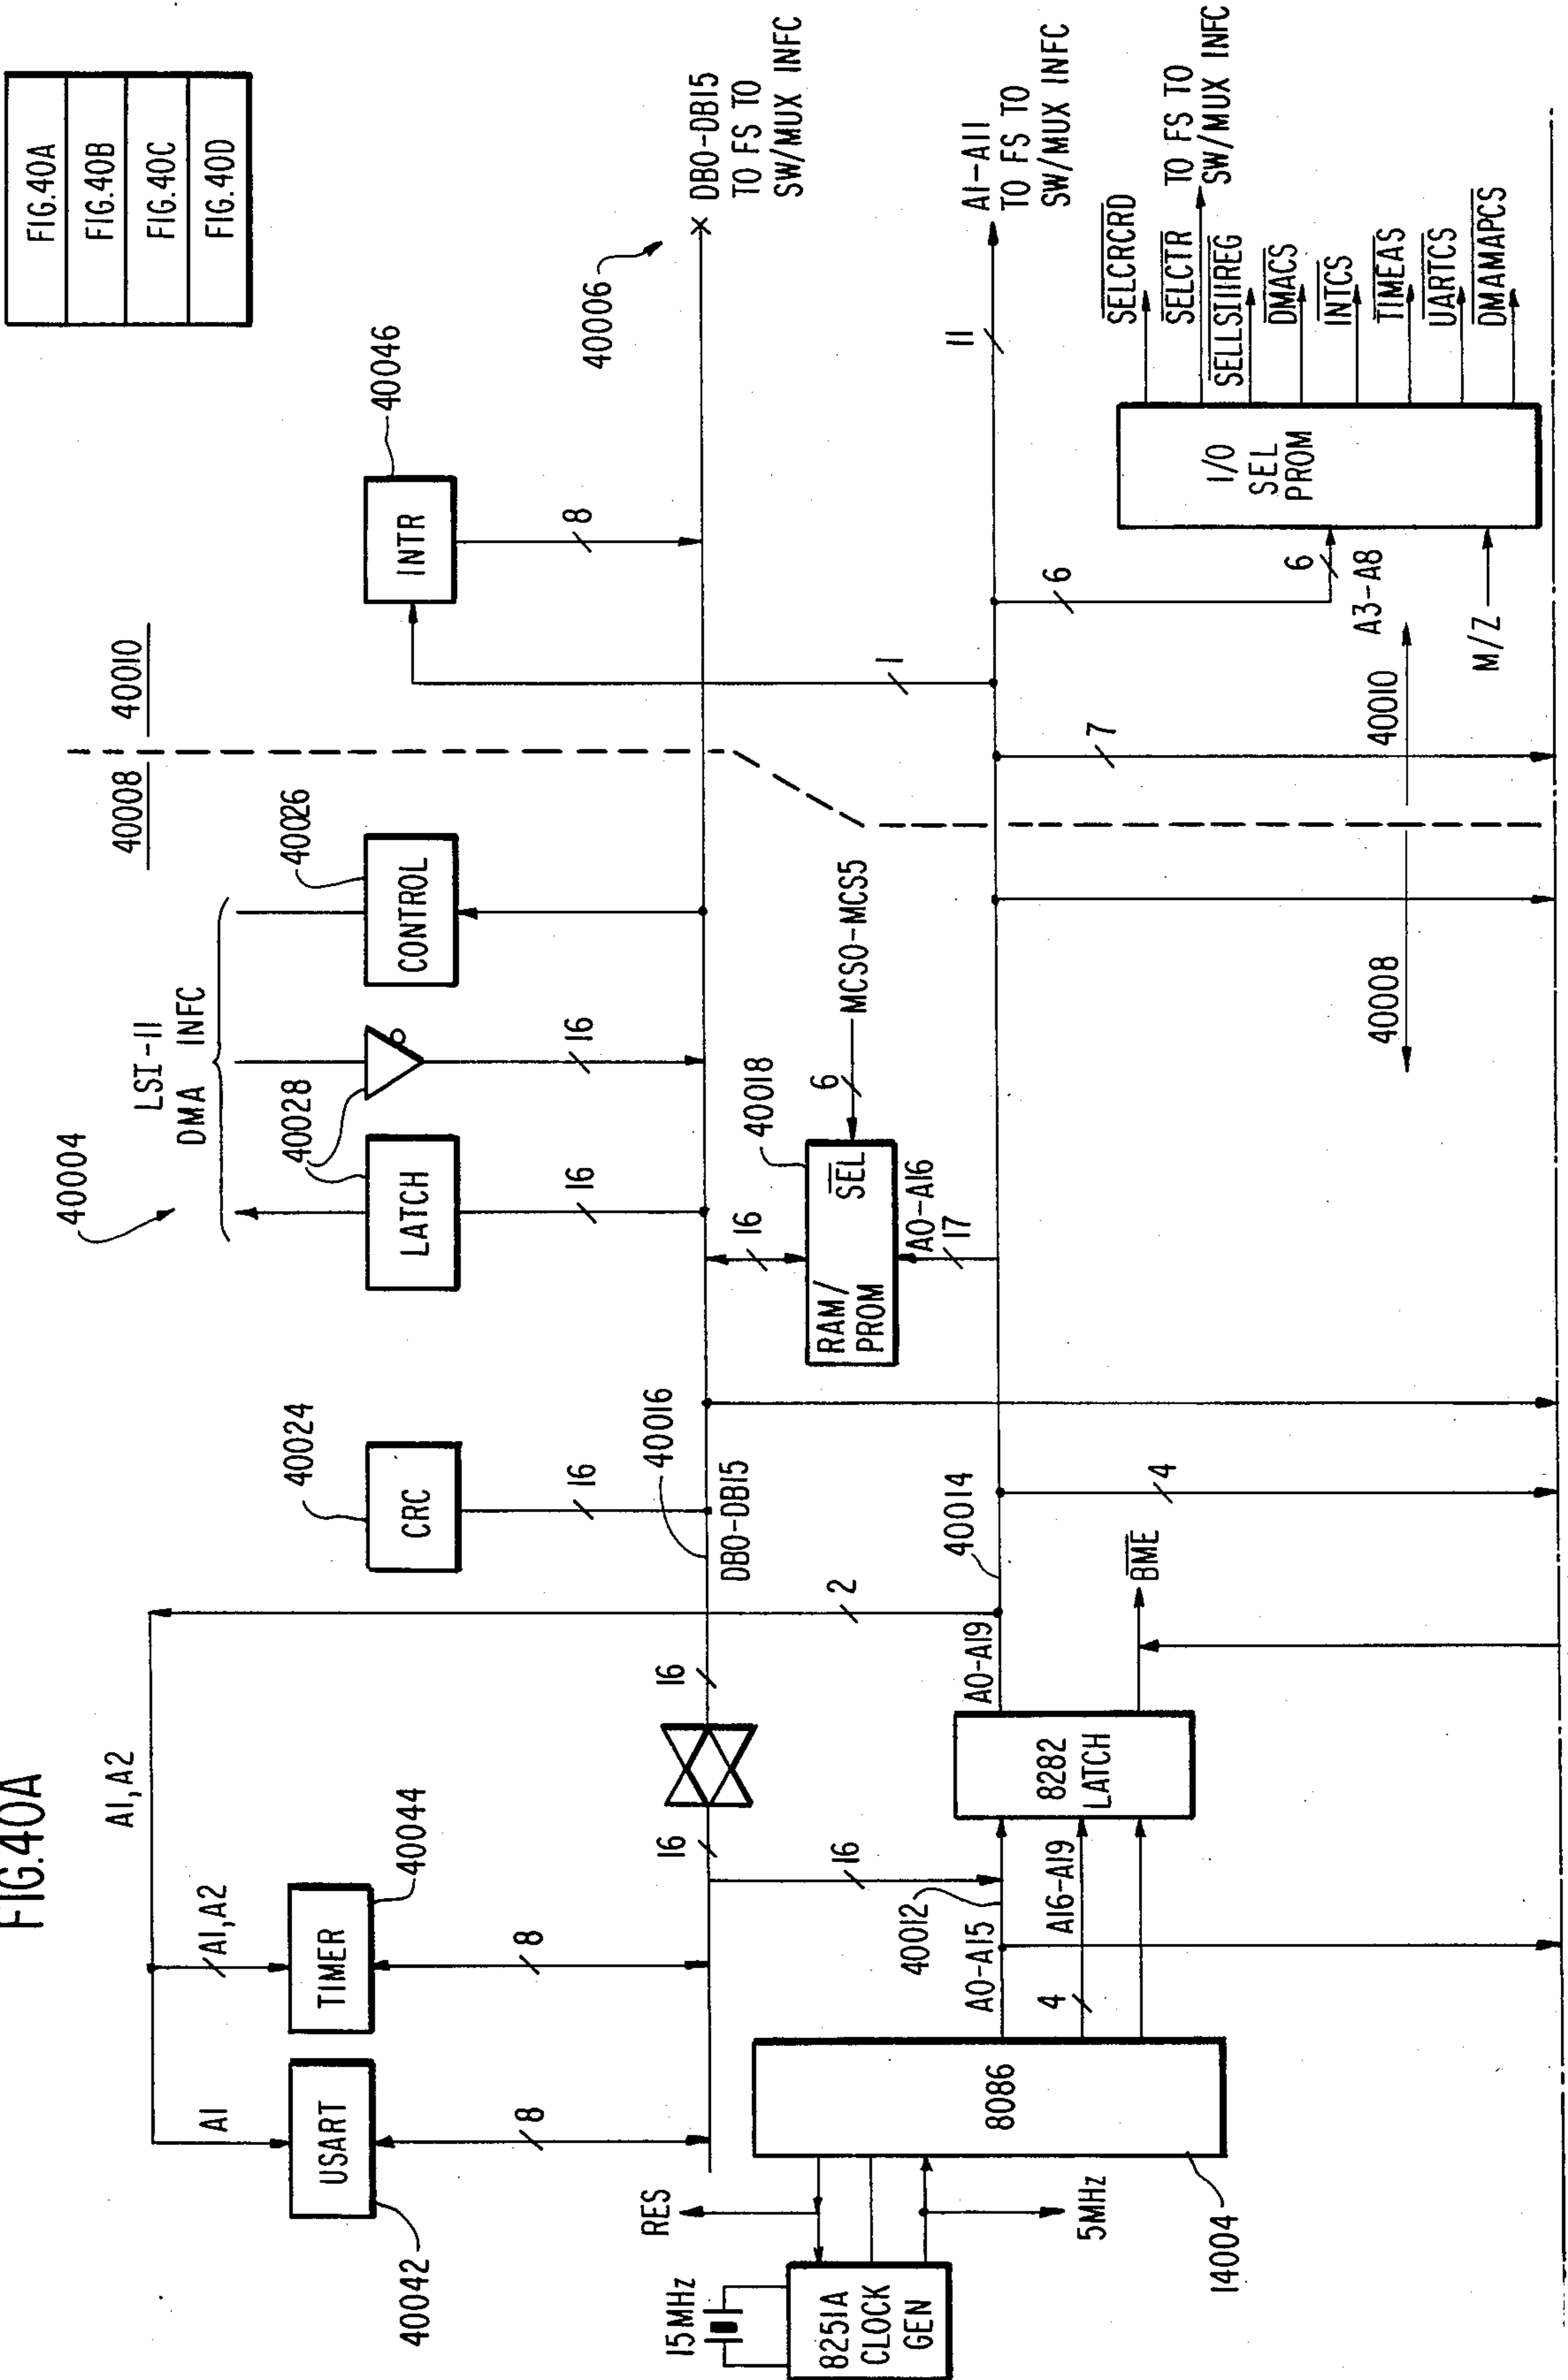 FIG.40A
FIG.40A
FIG.40B
FIG.40C
FIG.40D
40004
LSI-11
DMA INFC
40008
40010
A1,A2
A1
A1,A2
USART
40042
TIMER
40044
CRC
40024
LATCH
40028
CONTROL
40026
INTR
40046
8
8
16
16
16
8
40006
16
16
DB0-DB15
40016
DB0-DB15
TO FS TO
SW/MUX INFC
2
16
RAM/
PROM
SEL
40018
6
MCS0-MCS5
A0-A16
17
1
15MHz
8251A
CLOCK
GEN
RES
5MHz
8086
14004
40012
16
A0-A15
4
A16-A19
8282
LATCH
A0-A19
40014
BME
4
7
6
11
A1-A11
TO FS TO
SW/MUX INFC
40008
40010
6
A3-A8
M/Z
I/O
SEL
PROM
SELCRCRD
SELCTR
TO FS TO
SW/MUX INFC
SELLSI11REG
DMACS
INTCS
TIMEAS
UARTCS
DMAMAPCS